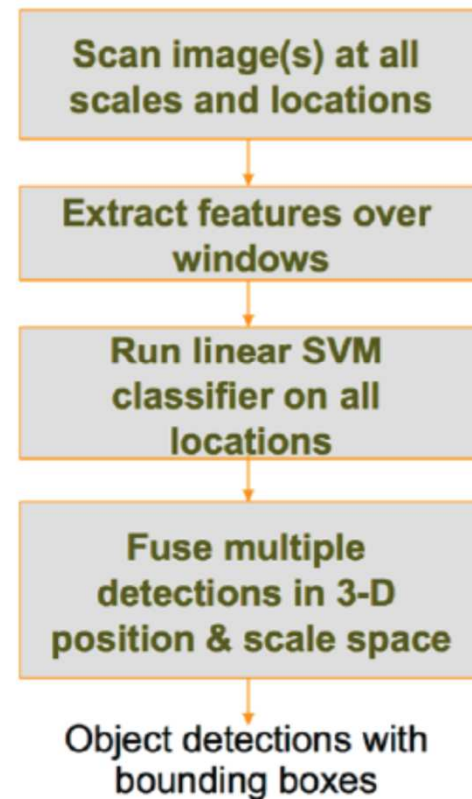 Scan image(s) at all
scales and locations
Extract features over
windows
Run linear SVM
classifier on all
locations
Fuse multiple
detections in 3-D
position & scale space
Object detections with
bounding boxes